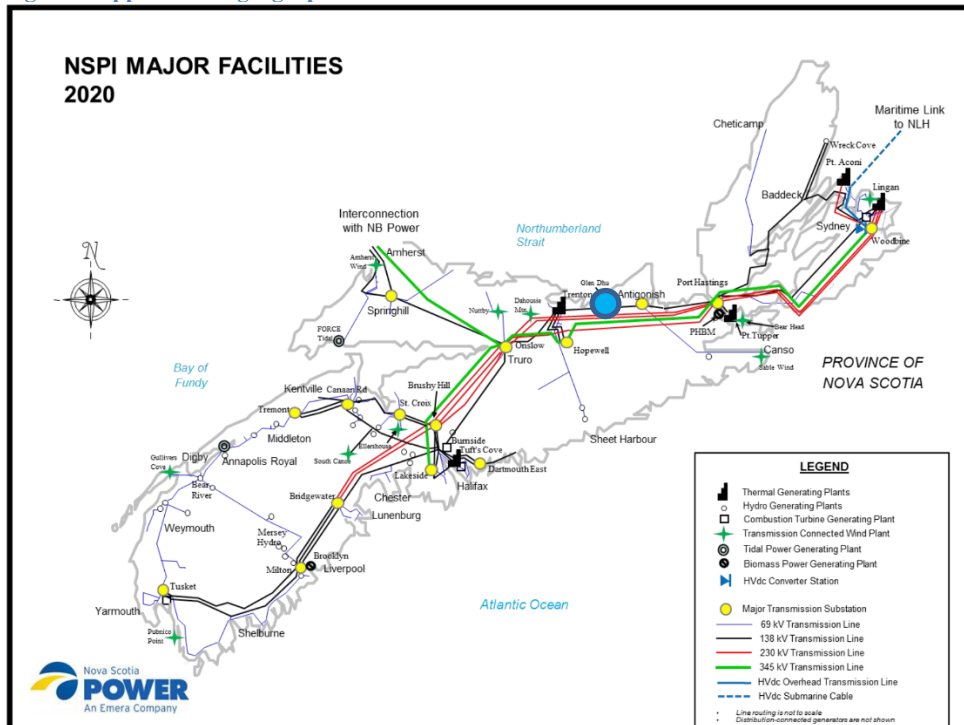 NSPI MAJOR FACILITIES
2020
Maritime Link
to NLH
Cheticamp
Wreck Cove
Pt. Aconi
Lingan
Baddeck
Sydney
Woodbine
Interconnection
with NB Power
Northumberland
Strait
N
Amherst
Amherst
Wind
Springhill
Nuttby
Dalhousie
Mtn
Glen Dhu
Trenton
Antigonish
Port Hastings
FORCE
Tidal
Onslow
Truro
Hopewell
PHBM
Pt. Tupper
Bear Head
Canso
Sable Wind
PROVINCE OF
NOVA SCOTIA
Bay of
Fundy
Brushy Hill
Kentville
Canaan Rd
St. Croix
Tremont
Middleton
Ellershouse
Burnside
Tuft's Cove
Sheet Harbour
Digby
Annapolis Royal
South Canoe
Dartmouth East
Gullivers
Cove
Bear
River
Lakeside
Halifax
Chester
Bridgewater
Lunenburg
Weymouth
Mersey
Hydro
Brooklyn
Milton
Liverpool
Tusket
Yarmouth
Atlantic Ocean
Pubnico
Point
Shelburne
LEGEND
Thermal Generating Plants
Hydro Generating Plants
Combustion Turbine Generating Plant
Transmission Connected Wind Plant
Tidal Power Generating Plant
Biomass Power Generating Plant
HVdc Converter Station
Major Transmission Substation
69 kV Transmission Line
138 kV Transmission Line
230 kV Transmission Line
345 kV Transmission Line
HVdc Overhead Transmission Line
HVdc Submarine Cable
• Line routing is not to scale
• Distribution-connected generators are not shown
Nova Scotia
POWER
An Emera Company